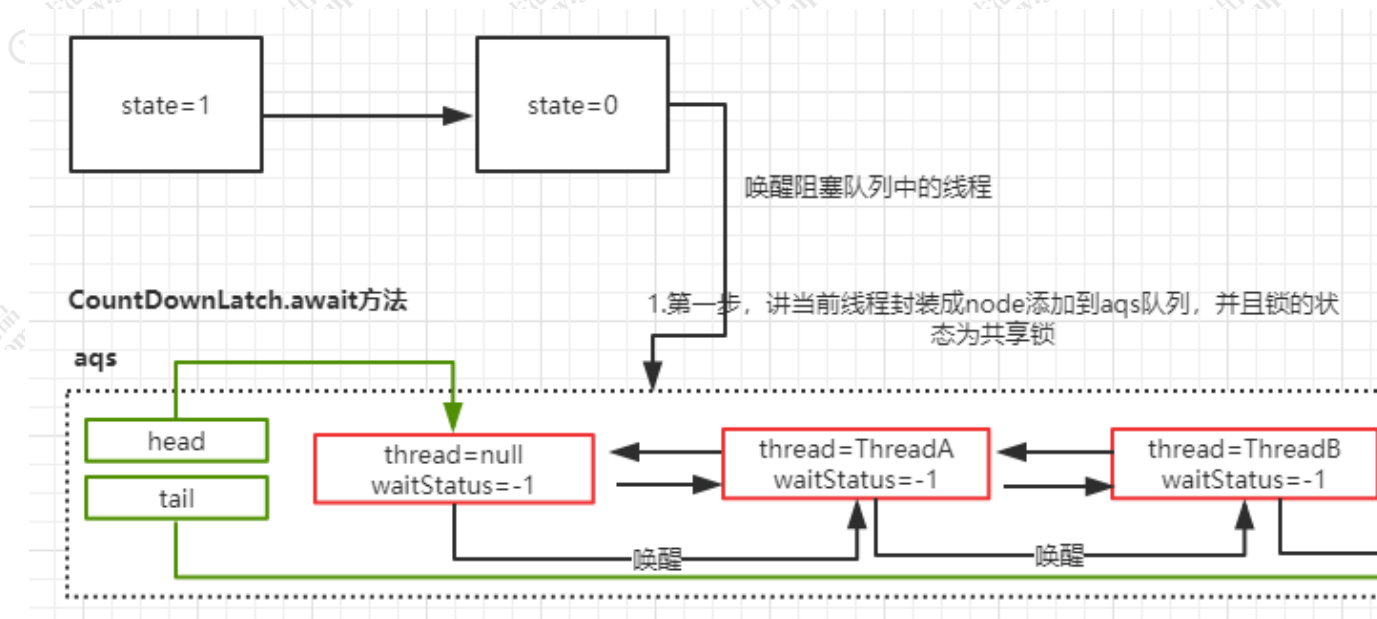 state=1
state=0
唤醒阻塞队列中的线程
CountDownLatch.await方法
1.第一步，讲当前线程封装成node添加到aqs队列，并且锁的状
态为共享锁
aqs
head
tail
thread=null
waitStatus=-1
thread=ThreadA
waitStatus=-1
thread=ThreadB
waitStatus=-1
唤醒
唤醒